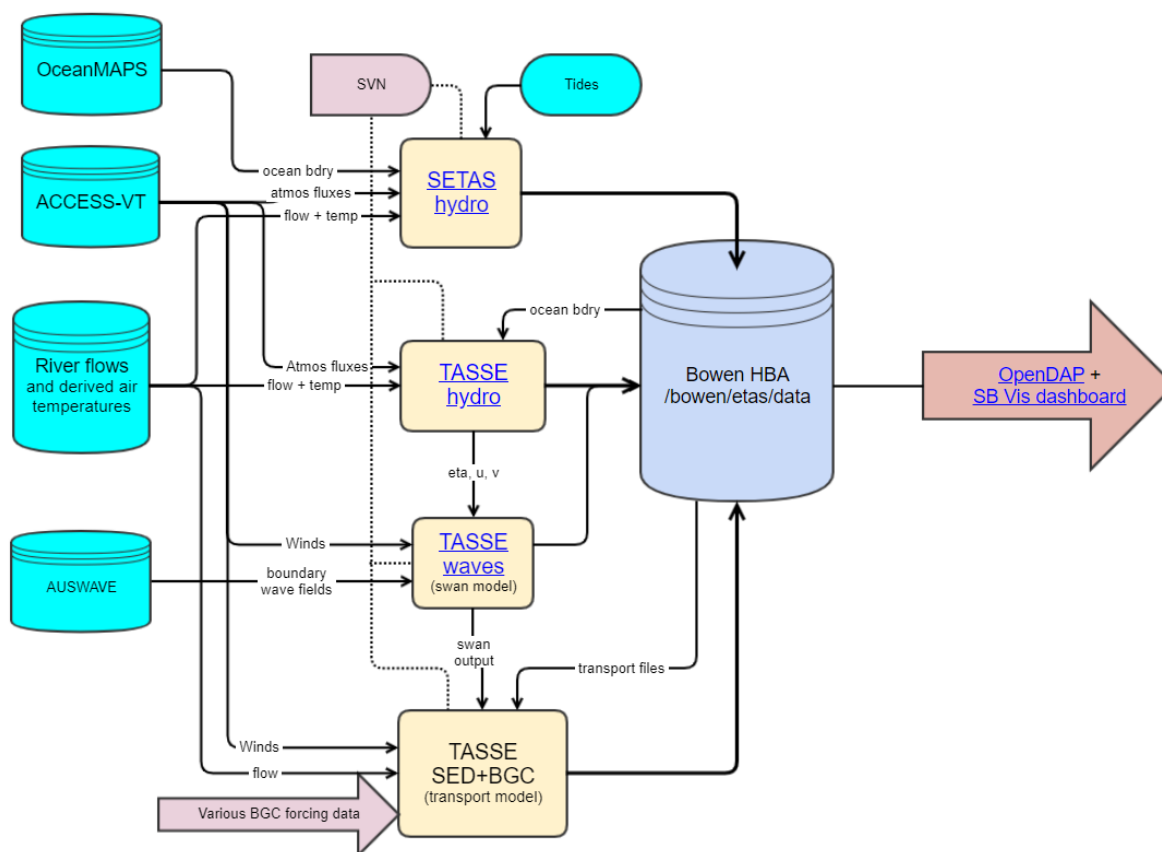 OceanMAPS
SVN
Tides
ocean bdry
SETAS
hydro
ACCESS-VT
atmos fluxes
flow + temp
ocean bdry
River flows
and derived air
temperatures
Atmos fluxes
flow + temp
TASSE
hydro
Bowen HBA
/bowen/etas/data
OpenDAP +
SB Vis dashboard
eta, u, v
Winds
TASSE
waves
(swan model)
AUSWAVE
boundary
wave fields
swan
output
transport files
Winds
flow
TASSE
SED+BGC
(transport model)
Various BGC forcing data